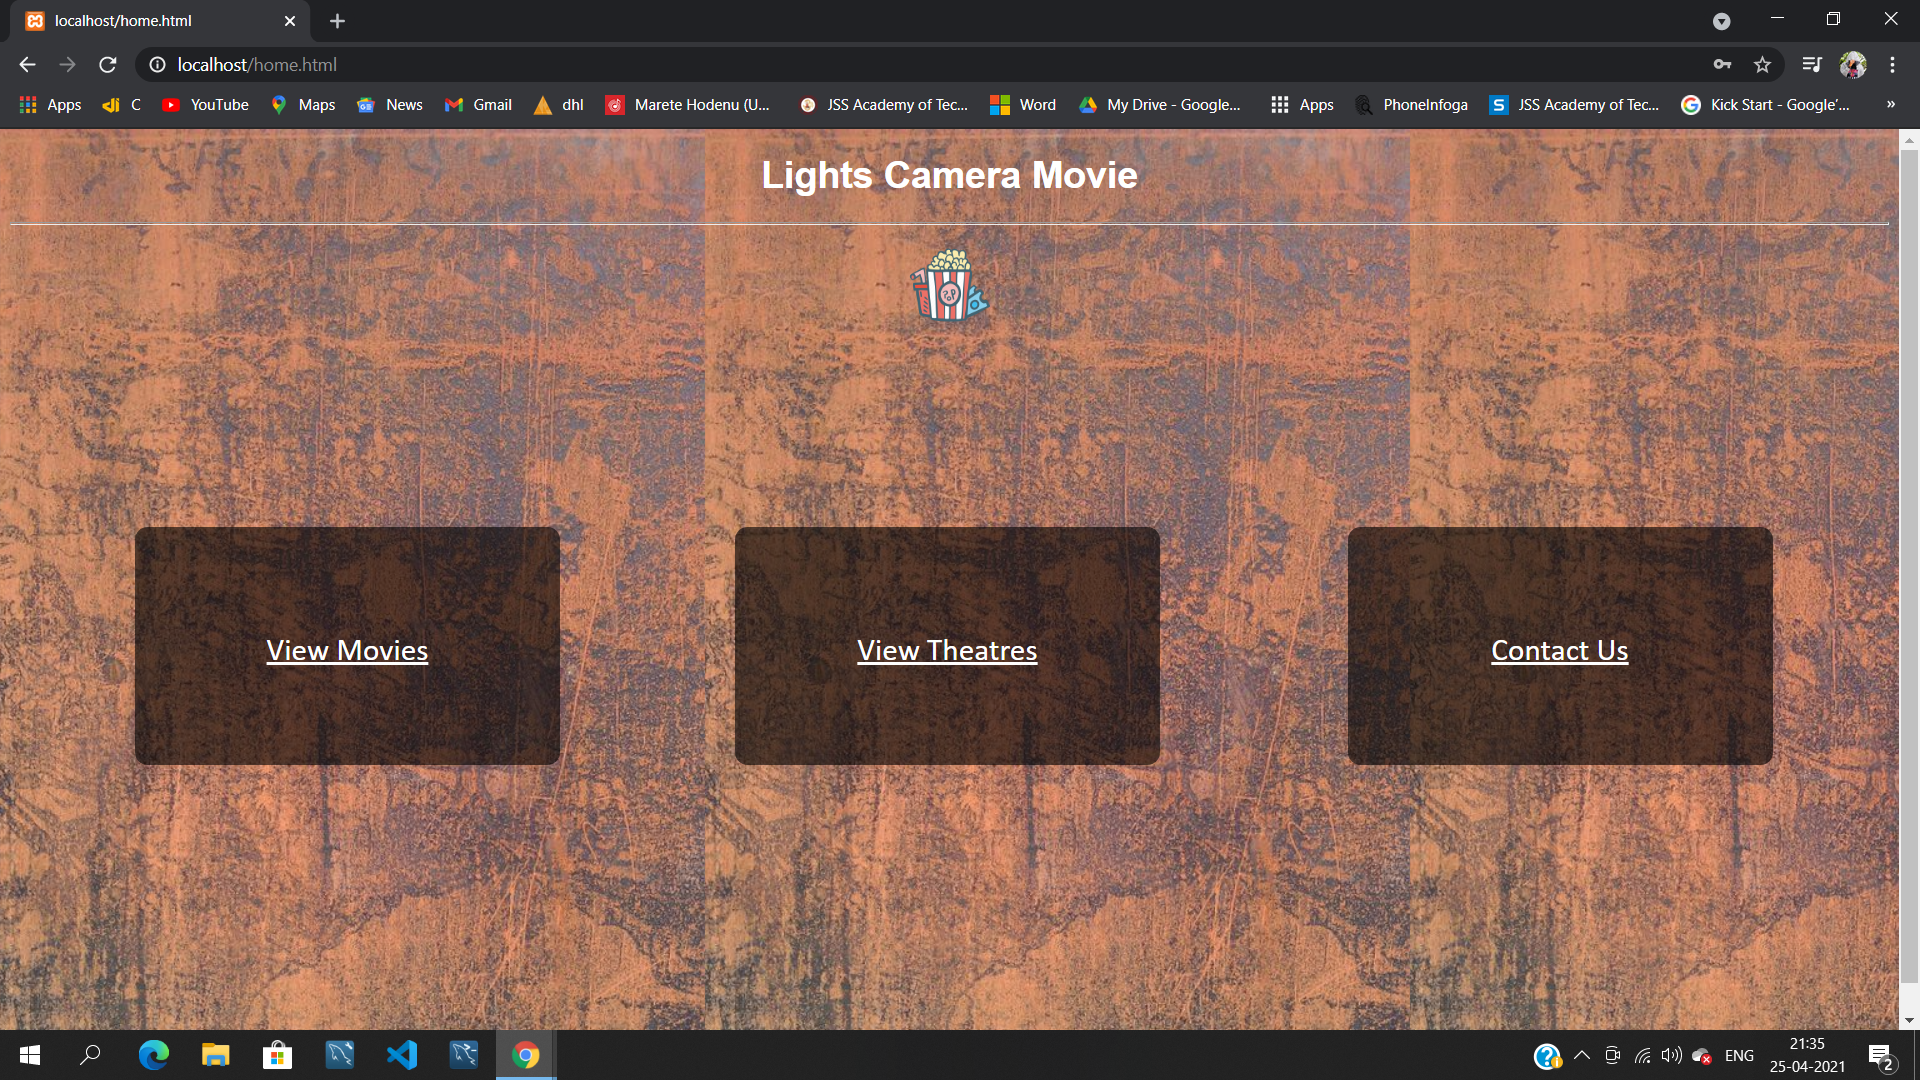 localhost/home.html
localhost/home.html
Apps C YouTube Maps News Gmail dhl Marete Hodenu (U... JSS Academy of Tec... Word My Drive - Google... Apps PhoneInfoga S JSS Academy of Tec... Kick Start - Google'... »
Lights Camera Movie
View Movies View Theatres Contact Us
ENG 21:35
25-04-2021 2